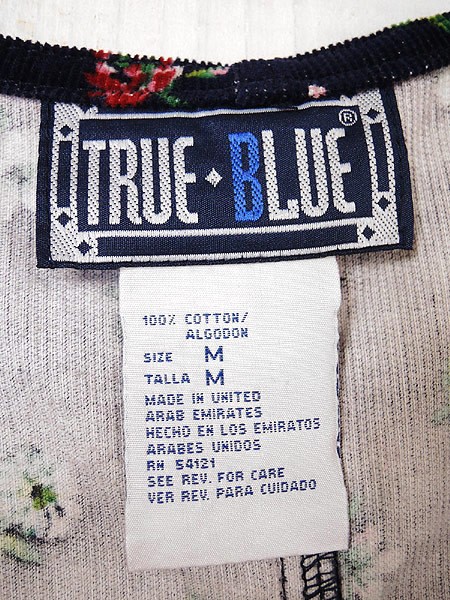 TRUE BLUE®
100% COTTON/
ALGODON
SIZE M
TALLA M
MADE IN UNITED
ARAB EMIRATES
HECHO EN LOS EMIRATOS
ARABES UNIDOS
RN 54121
SEE REV. FOR CARE
VER REV. PARA CUIDADO